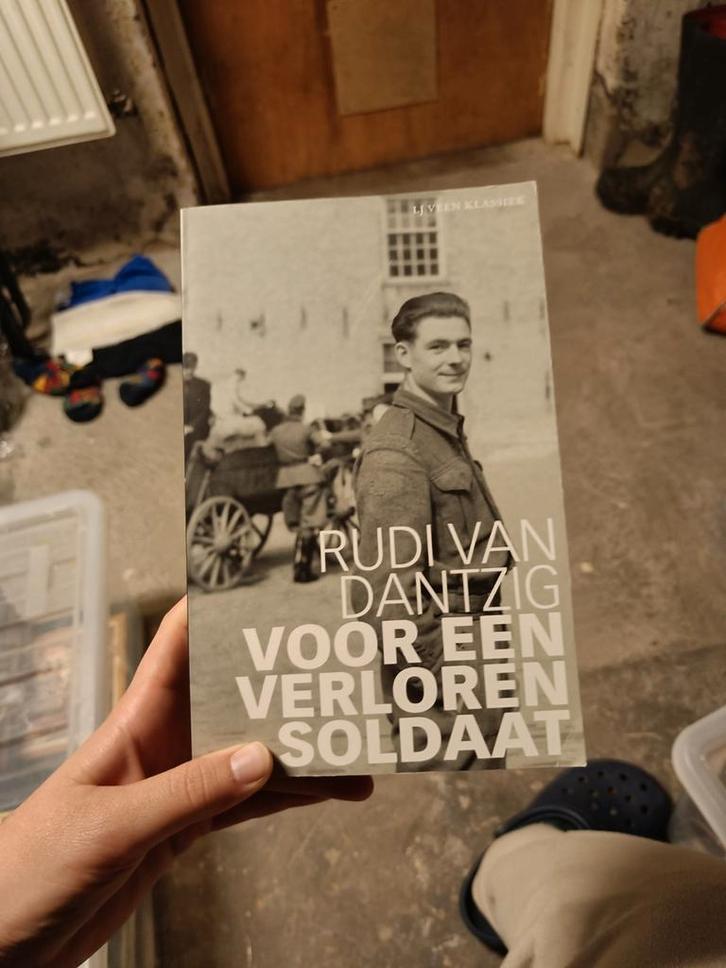 LJ VEEN KLASSIEK
RUDI VAN
DANTZIG
VOOR EEN
VERLOREN
SOLDAAT